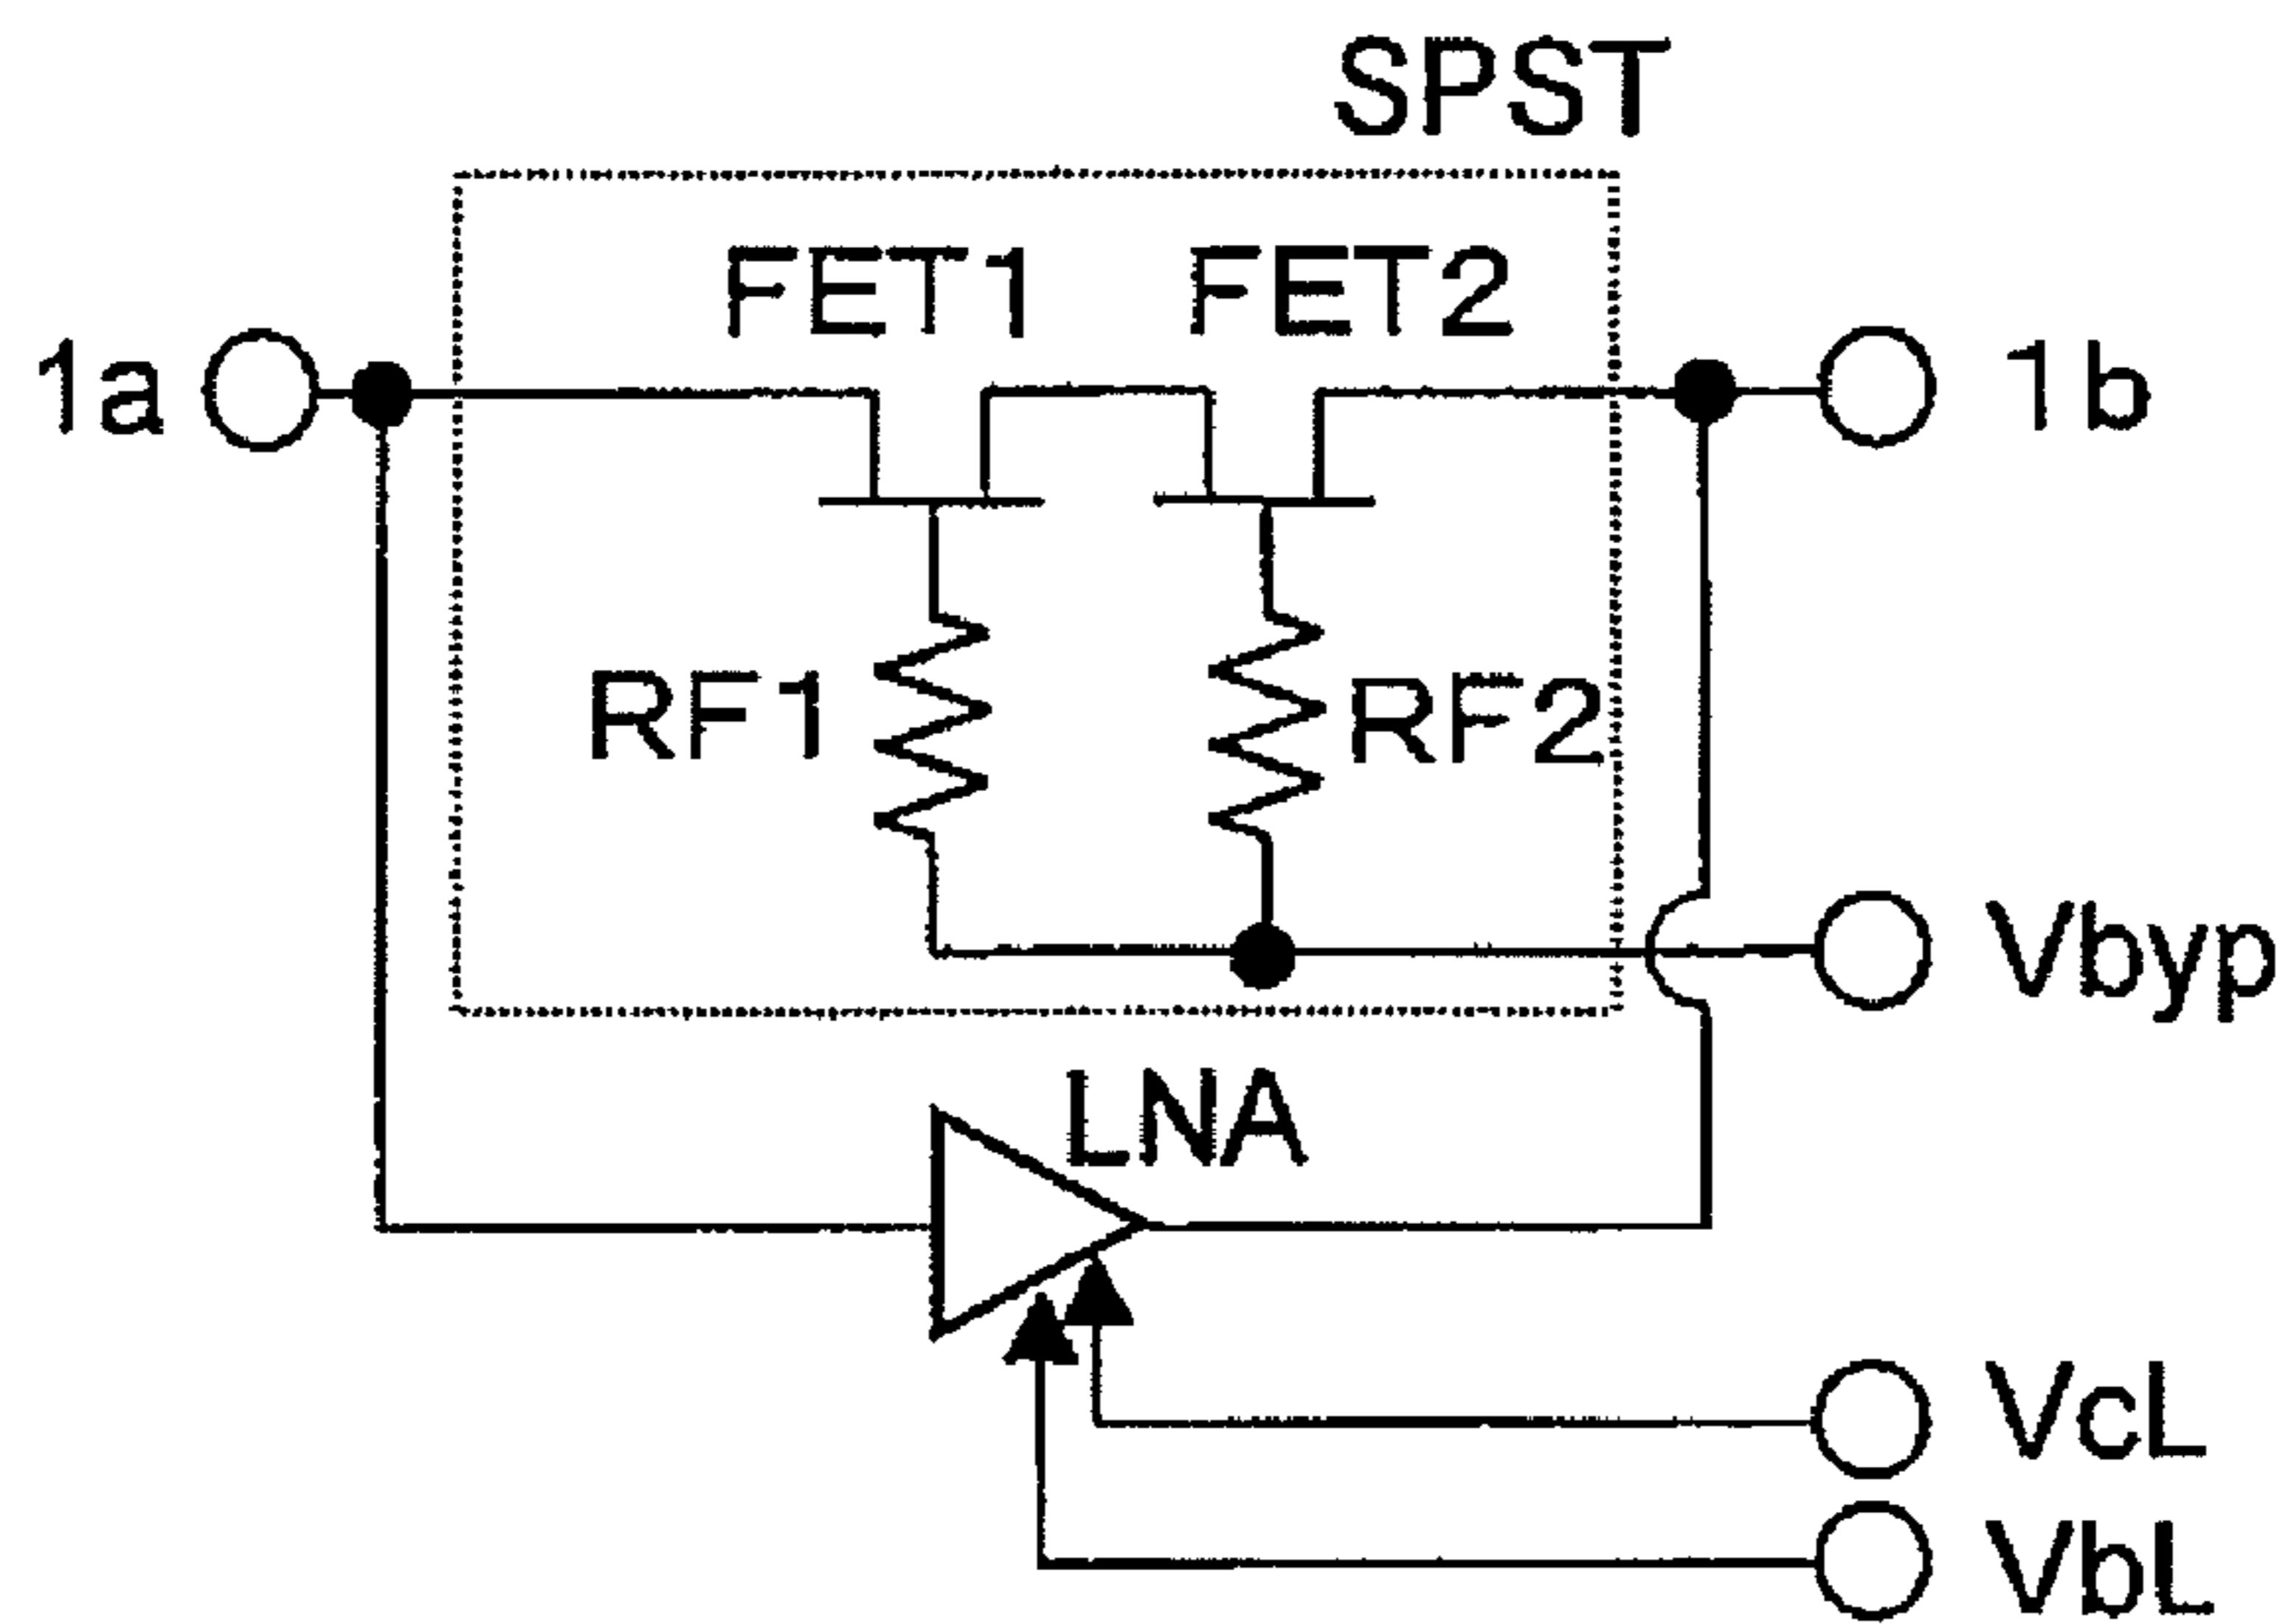 SPST
FET1 FET2
1a 1b
RF1 RF2
Vbyp
LNA
VcL
VbL